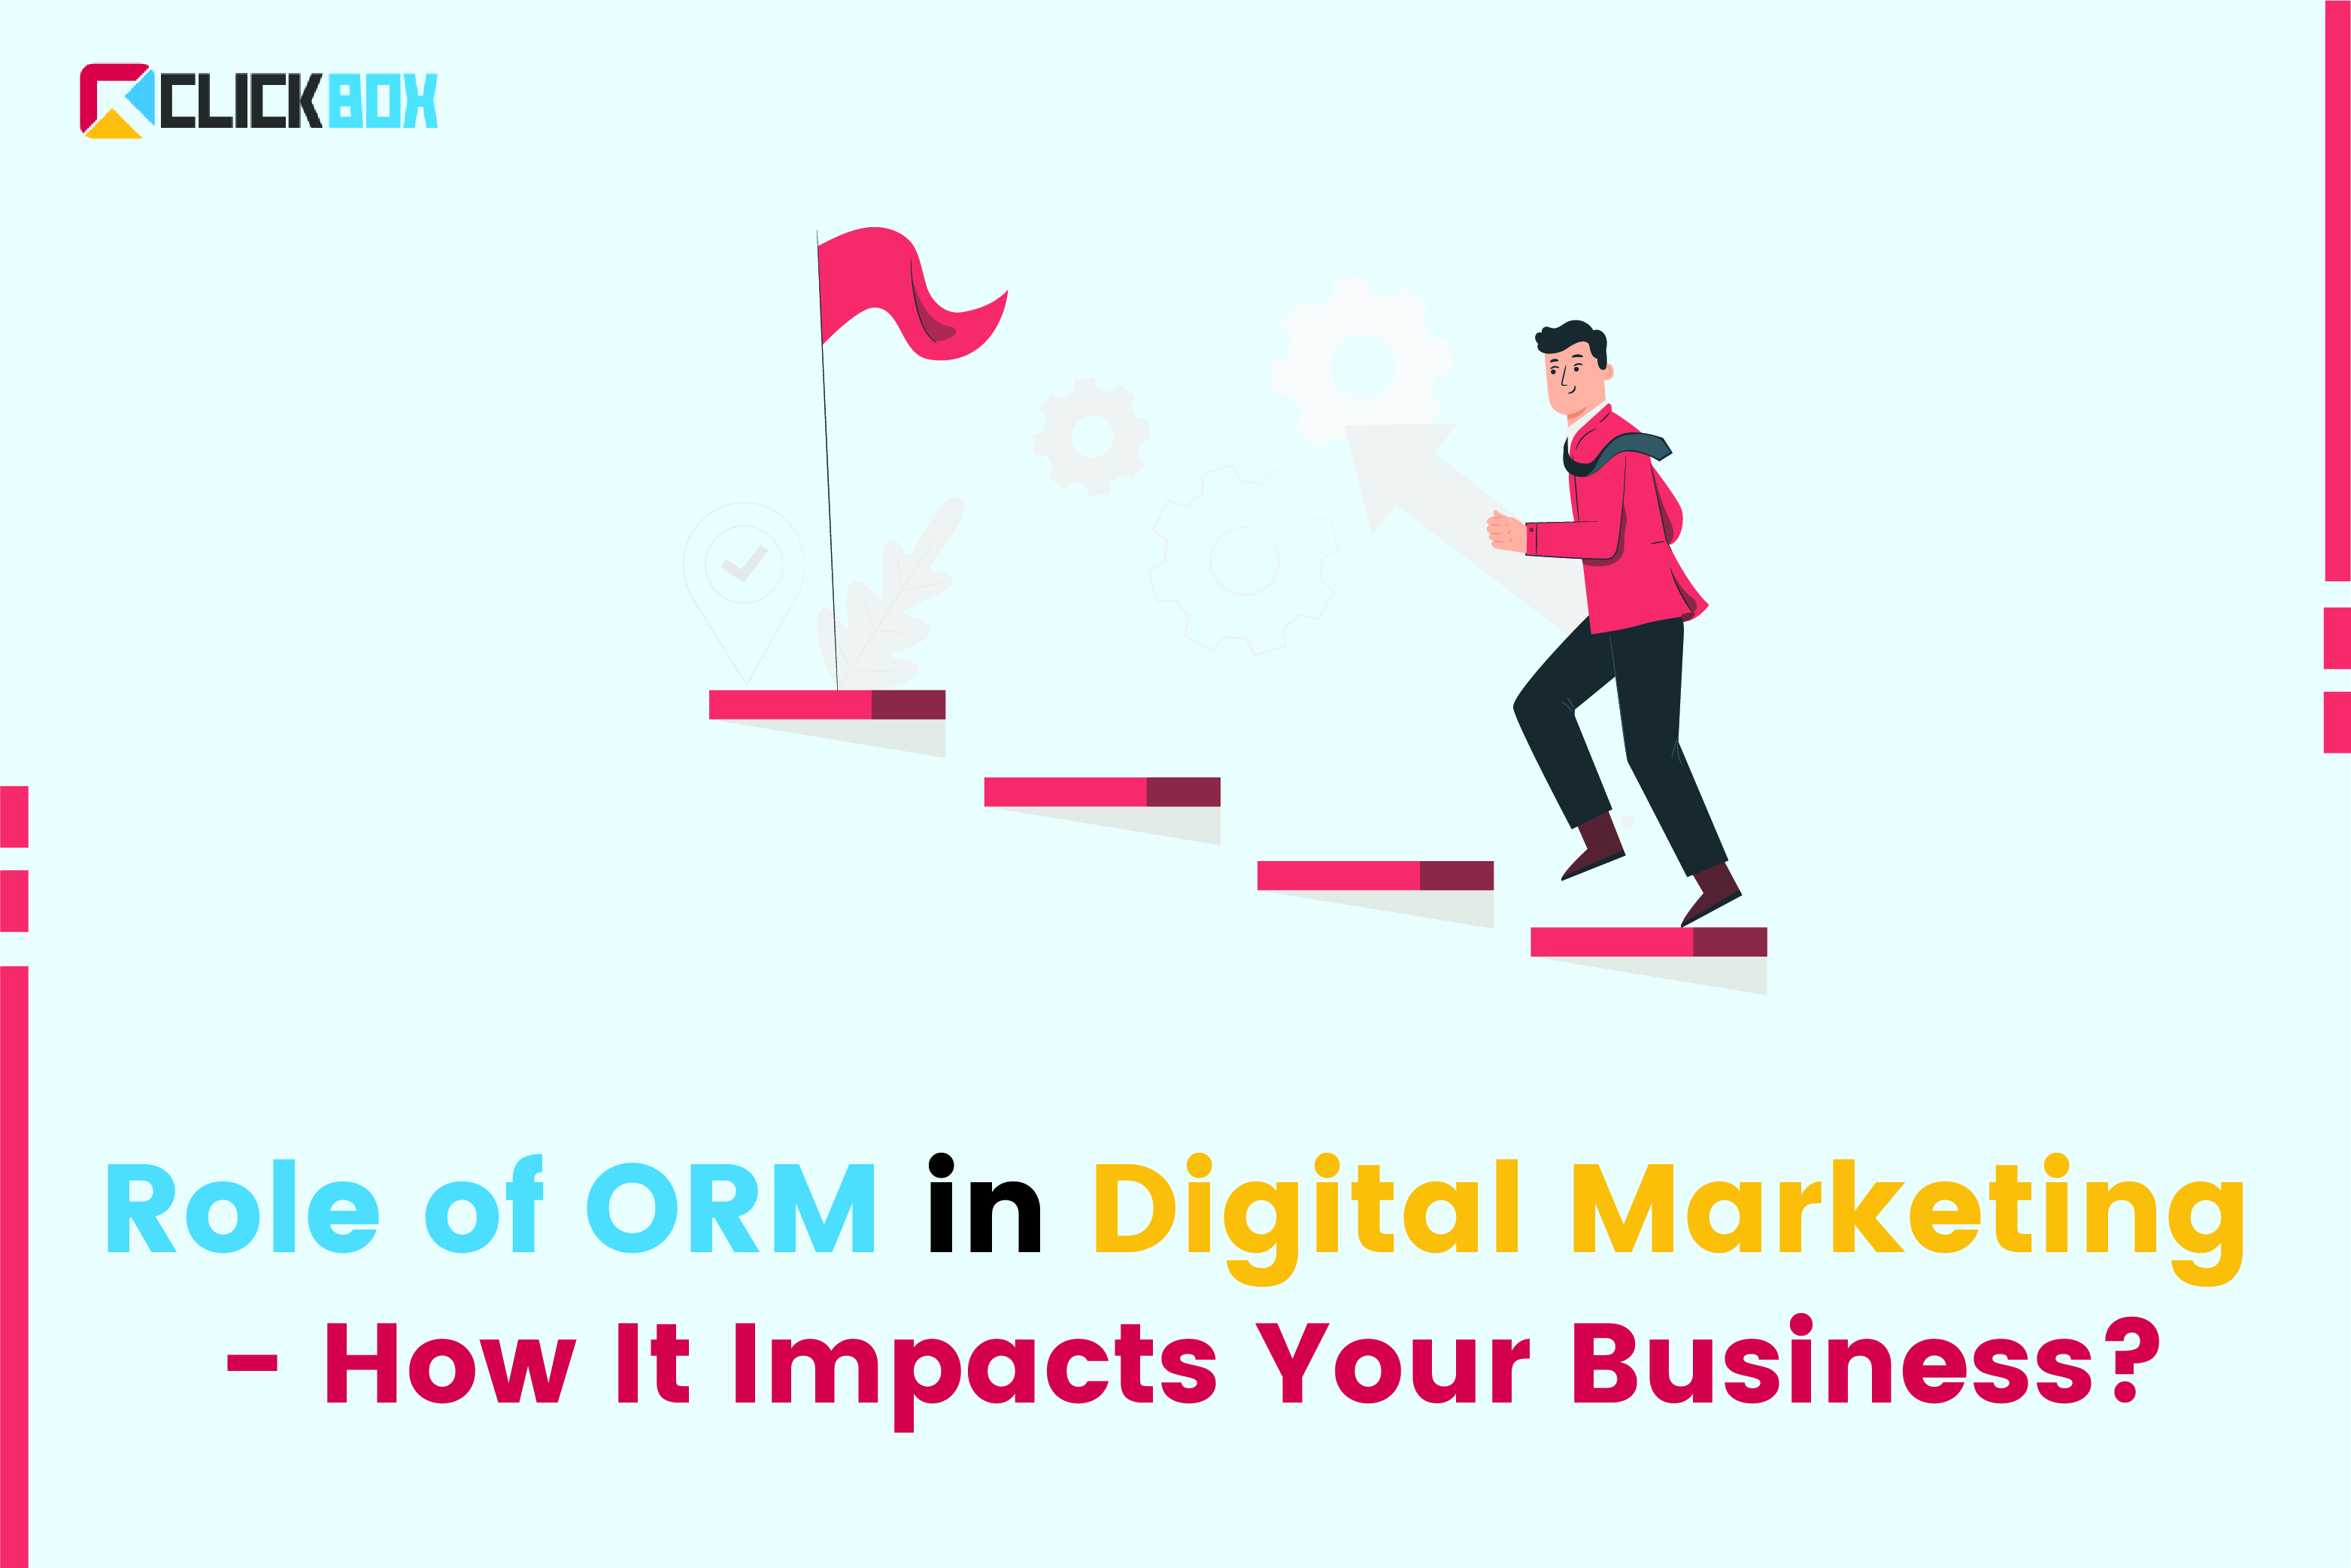 CLICKBOX
Role of ORM in Digital Marketing
– How It Impacts Your Business?